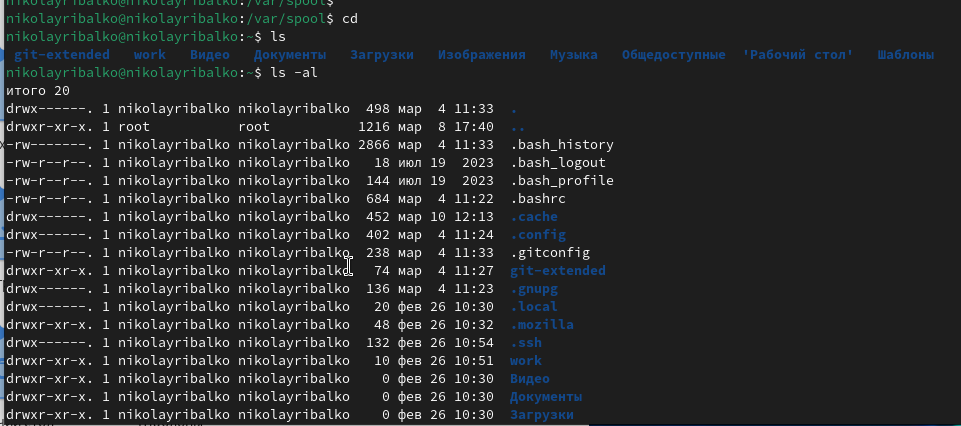 nikolayribalko@nikolayribalko:/var/spool$
nikolayribalko@nikolayribalko:/var/spool$ cd
nikolayribalko@nikolayribalko:~$ ls
git-extended work Видео Документы Загрузки Изображения Музыка Общедоступные 'Рабочий стол' Шаблоны
nikolayribalko@nikolayribalko:~$ ls -al
итого 20
drwx------. 1 nikolayribalko nikolayribalko 498 мар 4 11:33 .
drwxr-xr-x. 1 root root 1216 мар 8 17:40 ..
-rw-------. 1 nikolayribalko nikolayribalko 2866 мар 4 11:33 .bash_history
-rw-r--r--. 1 nikolayribalko nikolayribalko 18 июл 19 2023 .bash_logout
-rw-r--r--. 1 nikolayribalko nikolayribalko 144 июл 19 2023 .bash_profile
-rw-r--r--. 1 nikolayribalko nikolayribalko 684 мар 4 11:22 .bashrc
drwx------. 1 nikolayribalko nikolayribalko 452 мар 10 12:13 .cache
drwx------. 1 nikolayribalko nikolayribalko 402 мар 4 11:24 .config
-rw-r--r--. 1 nikolayribalko nikolayribalko 238 мар 4 11:33 .gitconfig
drwxr-xr-x. 1 nikolayribalko nikolayribalko 74 мар 4 11:27 git-extended
drwx------. 1 nikolayribalko nikolayribalko 136 мар 4 11:23 .gnupg
drwx------. 1 nikolayribalko nikolayribalko 20 фев 26 10:30 .local
drwxr-xr-x. 1 nikolayribalko nikolayribalko 48 фев 26 10:32 .mozilla
drwx------. 1 nikolayribalko nikolayribalko 132 фев 26 10:54 .ssh
drwxr-xr-x. 1 nikolayribalko nikolayribalko 10 фев 26 10:51 work
drwxr-xr-x. 1 nikolayribalko nikolayribalko 0 фев 26 10:30 Видео
drwxr-xr-x. 1 nikolayribalko nikolayribalko 0 фев 26 10:30 Документы
drwxr-xr-x. 1 nikolayribalko nikolayribalko 0 фев 26 10:30 Загрузки